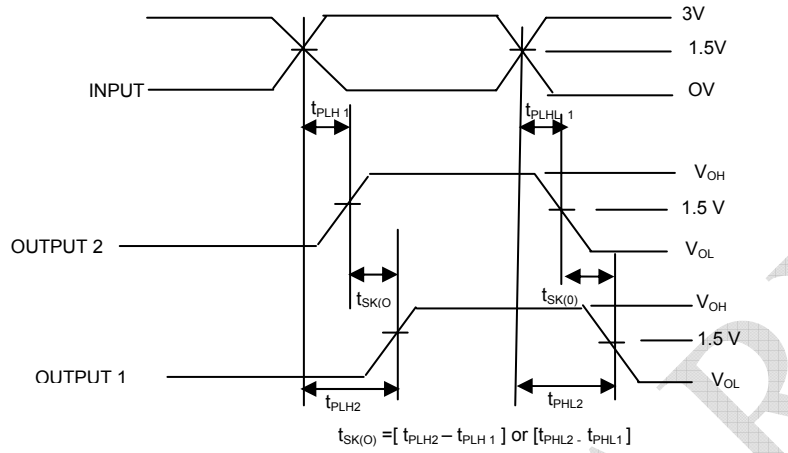 3V
1.5V
INPUT
OV
tPLH 1
tPLHL 1
VOH
1.5 V
OUTPUT 2
VOL
tSK(O
tSK(0)
VOH
1.5 V
OUTPUT 1
VOL
tPLH2
tPHL2
tSK(O) =[ tPLH2 – tPLH 1 ] or [tPHL2 - tPHL1 ]